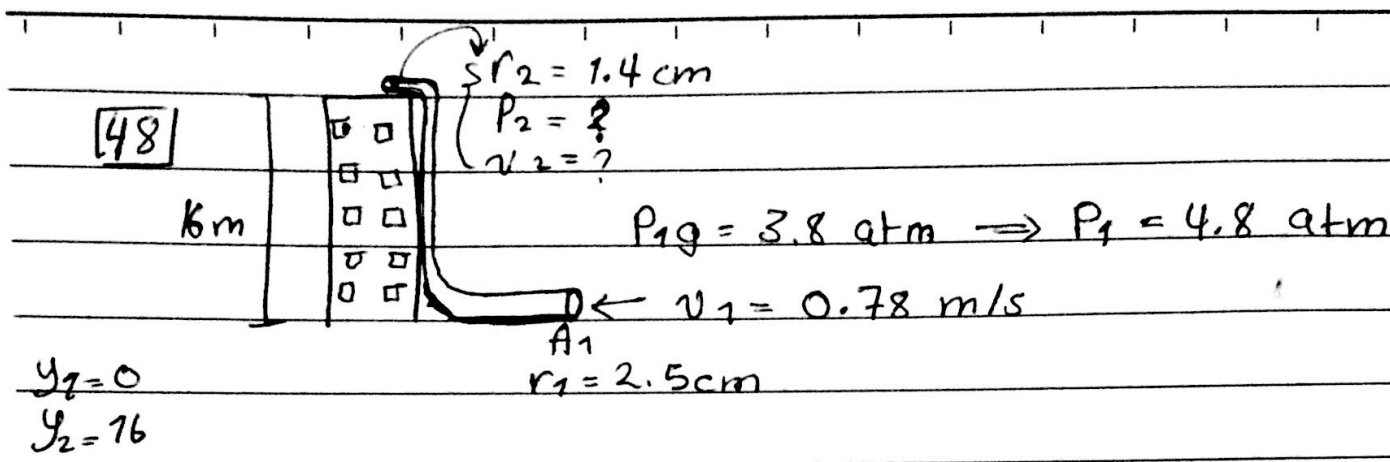 r₂ = 1.4 cm
48
P₂ = ?
v₂ = ?
16m
P₁g = 3.8 atm ⟹ P₁ = 4.8 atm
← v₁ = 0.78 m/s
A₁
y₁=0
r₁ = 2.5cm
y₂= 16